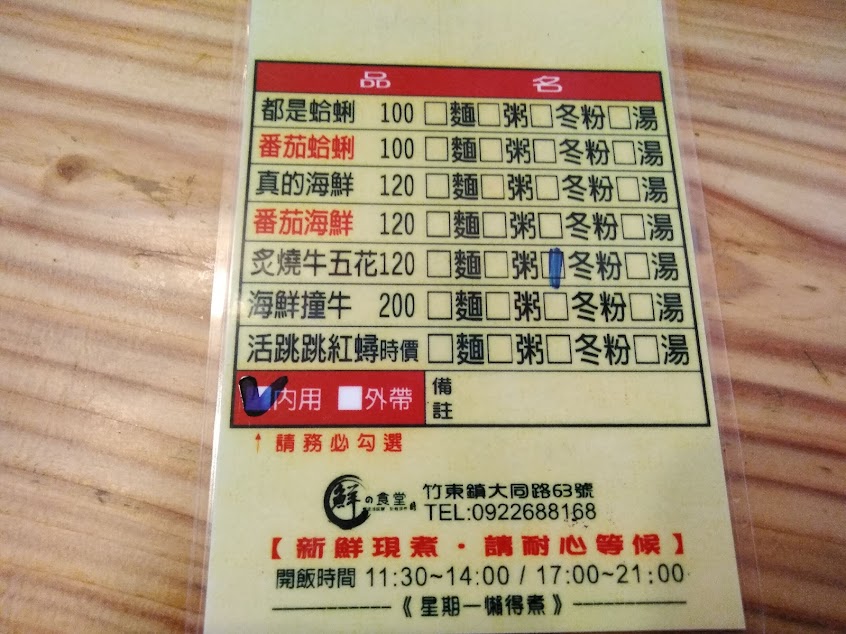 品名
都是蛤蜊 100 □麵□粥□冬粉□湯
番茄蛤蜊 100 □麵□粥□冬粉□湯
真的海鮮 120 □麵□粥□冬粉□湯
番茄海鮮 120 □麵□粥□冬粉□湯
炙燒牛五花120 □麵□粥□冬粉□湯
海鮮撞牛 200 □麵□粥□冬粉□湯
活跳跳紅蟳時價 □麵□粥□冬粉□湯
內用 ■外帶 備註
↑請務必勾選
鮮の食堂 竹東鎮大同路63號
TEL:0922688168
【新鮮現煮・請耐心等候】
開飯時間 11:30~14:00 / 17:00~21:00
《星期一懶得煮》